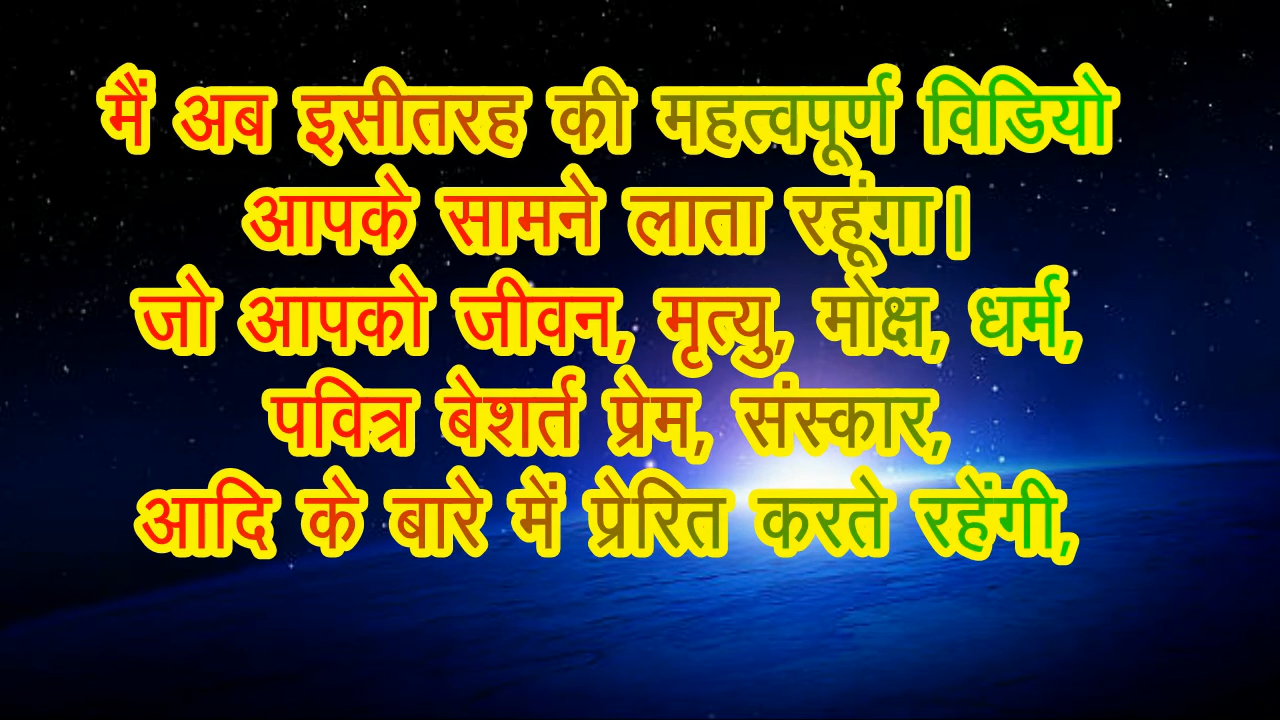 मैं अब इसीतरह की महत्वपूर्ण विडियो
आपके सामने लाता रहूंगा।
जो आपको जीवन, मृत्यु, मोक्ष, धर्म,
पवित्र बेशर्त प्रेम, संस्कार,
आदि के बारे में प्रेरित करते रहेंगी,